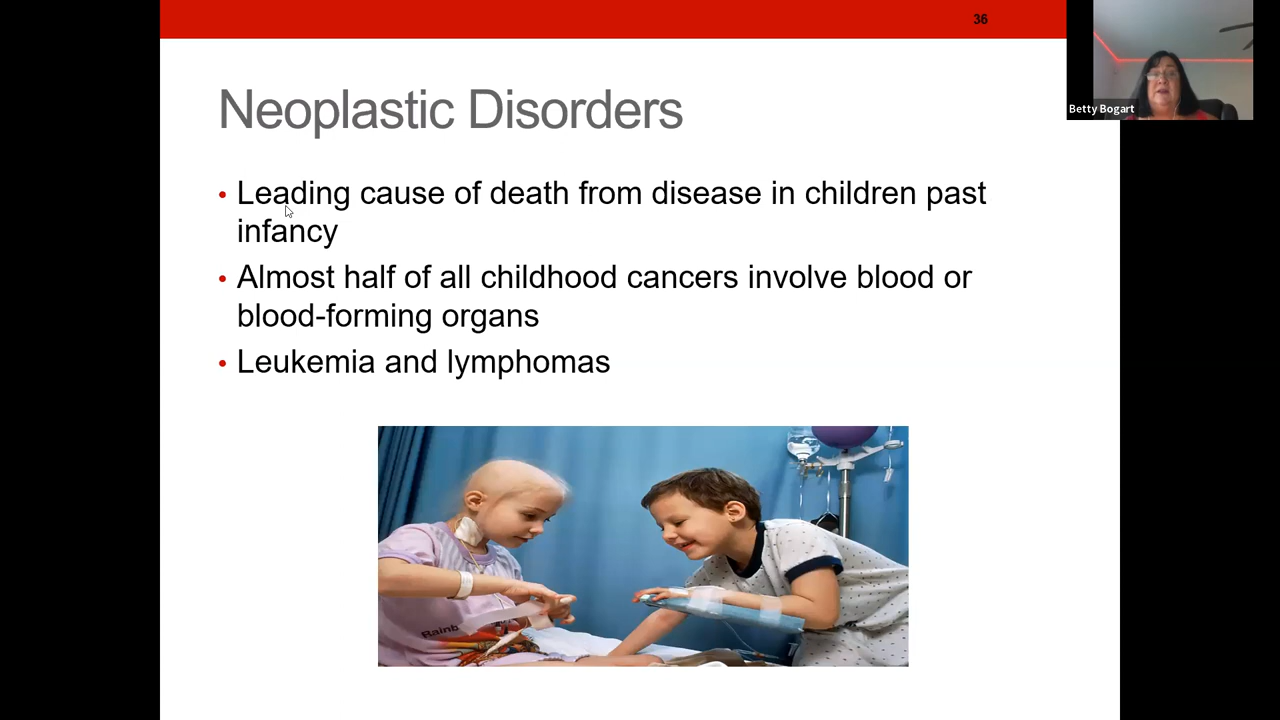 36
Betty Bogart
Neoplastic Disorders
• Leading cause of death from disease in children past
infancy
• Almost half of all childhood cancers involve blood or
blood-forming organs
• Leukemia and lymphomas
Rainb